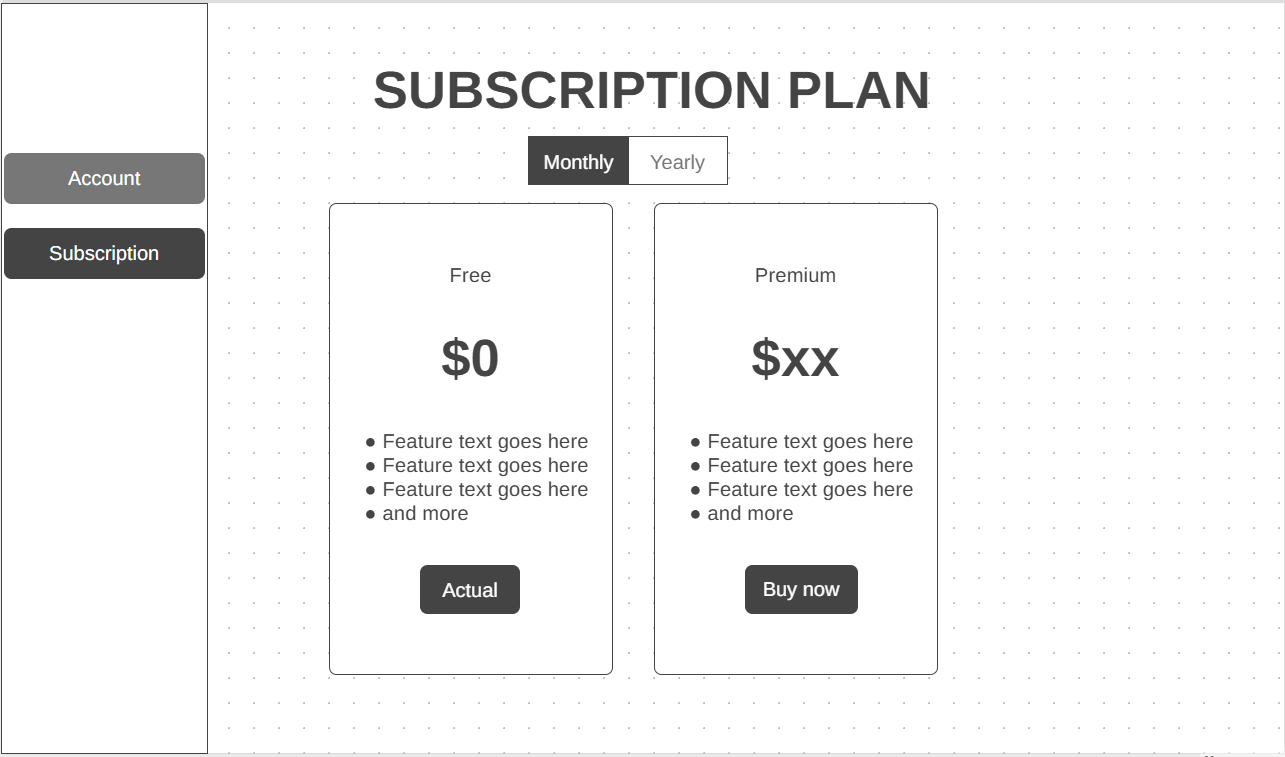 SUBSCRIPTION PLAN
Monthly
Yearly
Account
Subscription
Free
$0
● Feature text goes here
● Feature text goes here
● Feature text goes here
● and more
Actual
Premium
$xx
● Feature text goes here
● Feature text goes here
● Feature text goes here
● and more
Buy now